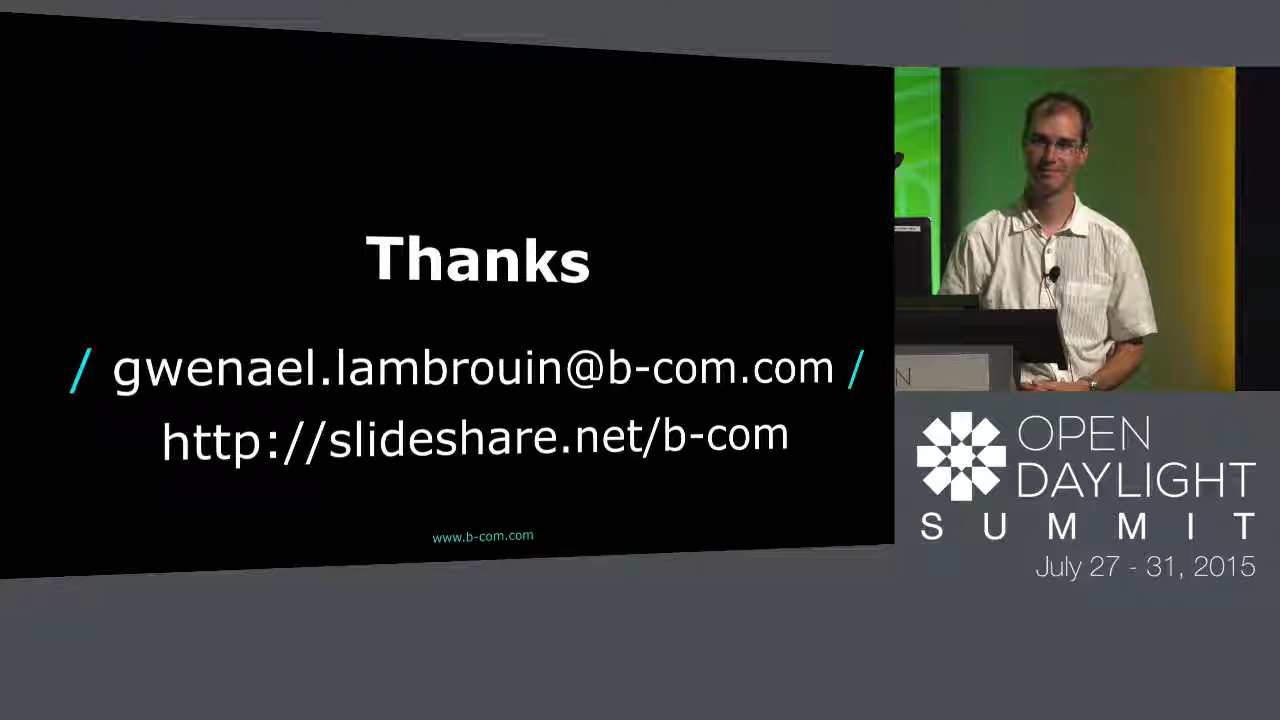 Thanks
/ gwenael.lambrouin@b-com.com /
http://slideshare.net/b-com
www.b-com.com
N
OPEN
DAYLIGHT
SUMMIT
July 27 - 31, 2015